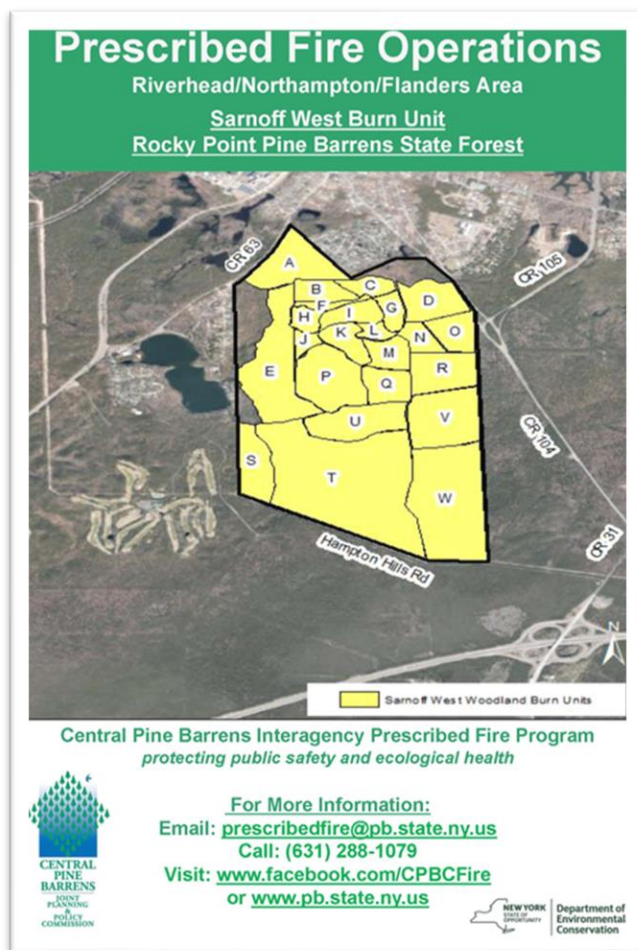 Prescribed Fire Operations
Riverhead/Northampton/Flanders Area
Sarnoff West Burn Unit
Rocky Point Pine Barrens State Forest
CR 63
CR 105
A
B
C
D
F
G
H
I
J
K
L
N
O
M
E
P
Q
R
U
V
S
T
W
CR 104
CR 31
Hampton Hills Rd
N
Sarnoff West Woodland Burn Units
Central Pine Barrens Interagency Prescribed Fire Program
protecting public safety and ecological health
For More Information:
Email: prescribedfire@pb.state.ny.us
Call: (631) 288-1079
Visit: www.facebook.com/CPBCFire
or www.pb.state.ny.us
CENTRAL
PINE
BARRENS
JOINT
PLANNING
&
POLICY
COMMISSION
NEW YORK
STATE OF
OPPORTUNITY
Department of
Environmental
Conservation